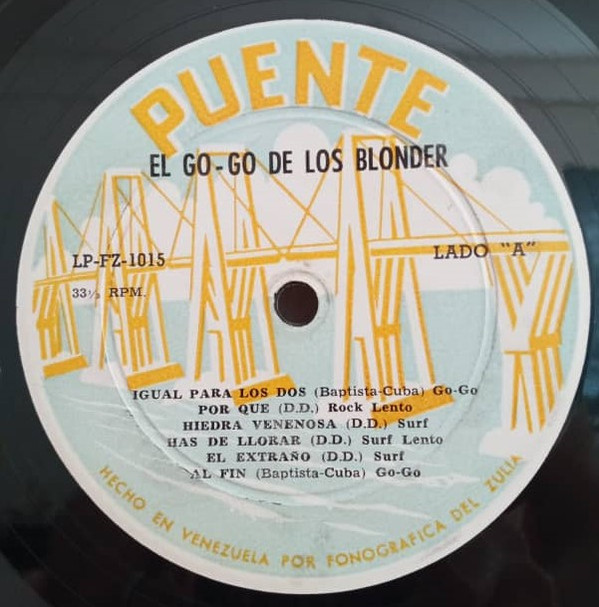 PUENTE
EL GO-GO DE LOS BLONDER
LP-FZ-1015
LADO "A"
33⅓ RPM.
IGUAL PARA LOS DOS (Baptista-Cuba) Go-Go
POR QUE (D.D.) Rock Lento
HIEDRA VENENOSA (D.D.) Surf
HAS DE LLORAR (D.D.) Surf Lento
EL EXTRAÑO (D.D.) Surf
AL FIN (Baptista-Cuba) Go-Go
HECHO EN VENEZUELA POR FONOGRAFICA DEL ZULIA